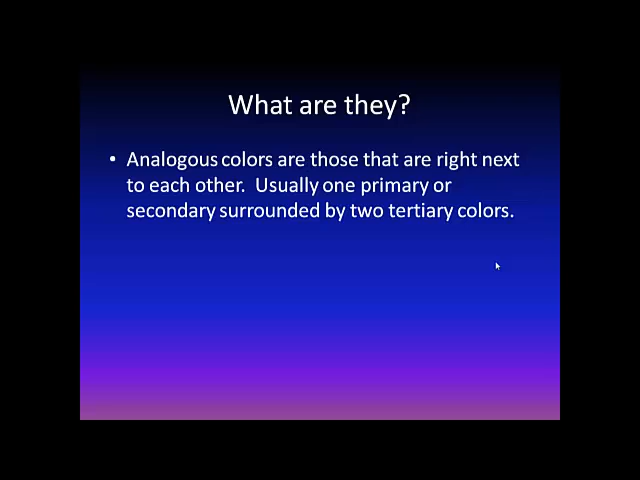 What are they?
• Analogous colors are those that are right next
to each other.  Usually one primary or
secondary surrounded by two tertiary colors.